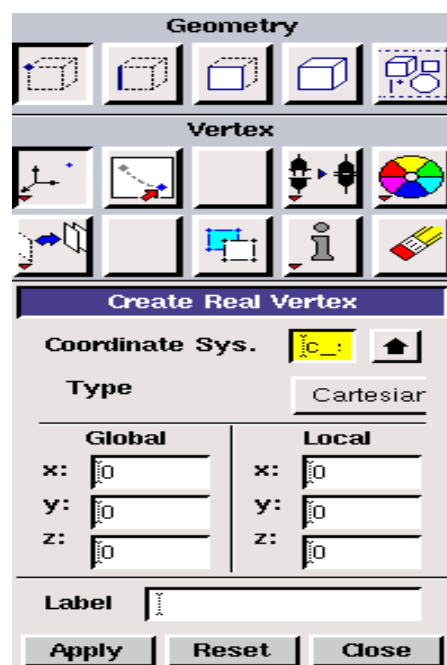 Geometry
Vertex
Create Real Vertex
Coordinate Sys. c_:
Type Cartesiar
Global Local
x: 0 x: 0
y: 0 y: 0
z: 0 z: 0
Label
Apply Reset Close